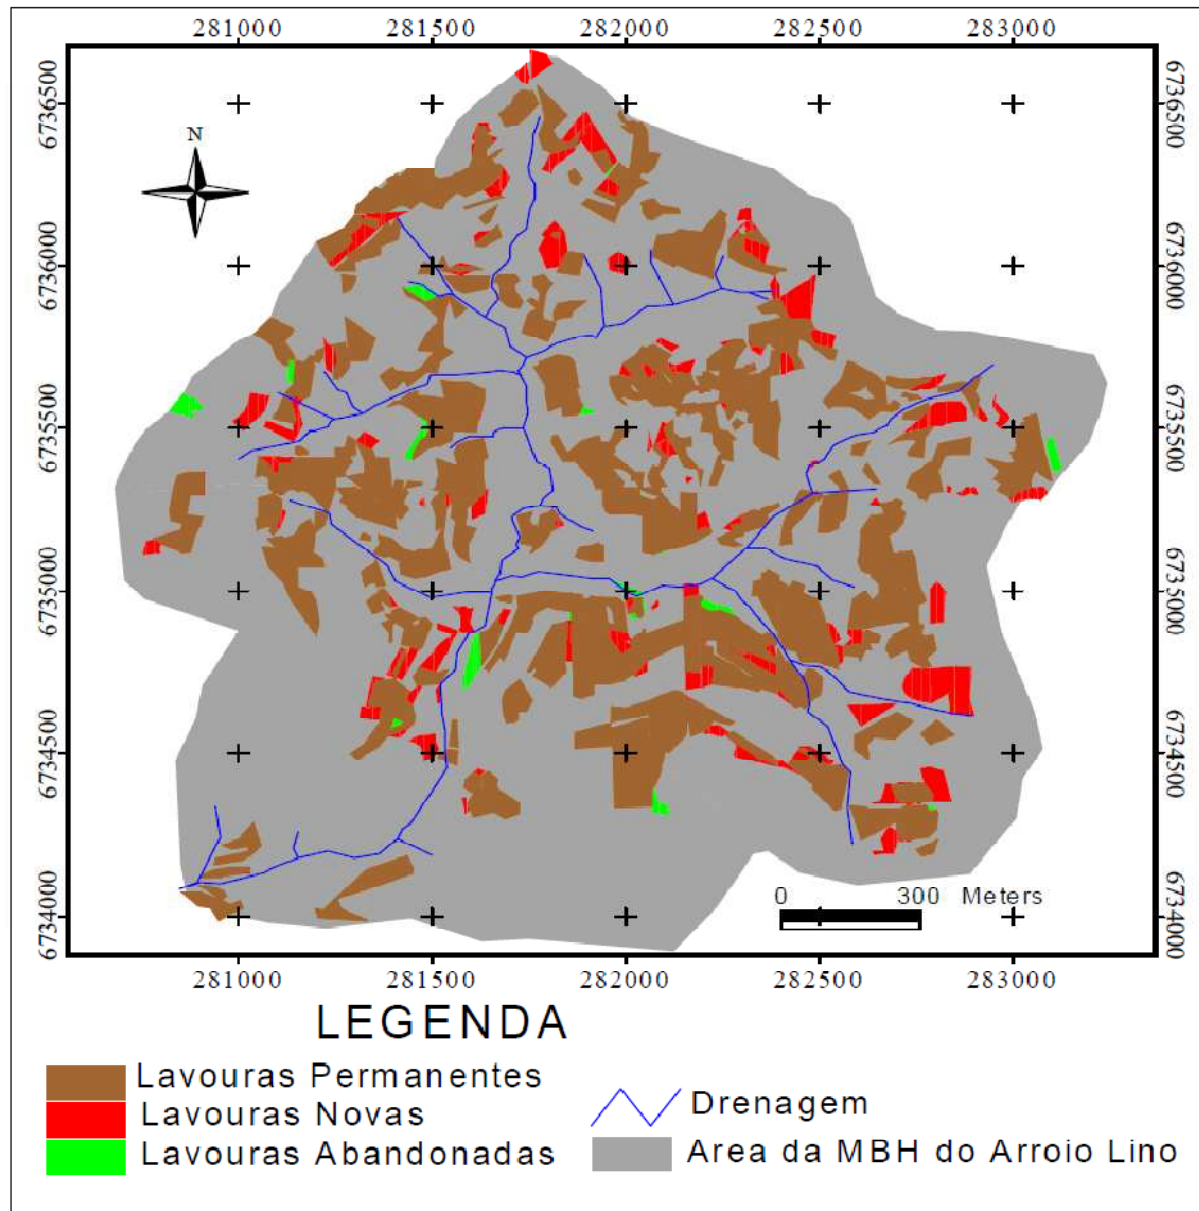 281000 281500 282000 282500 283000
6736500 6736500
N
6736000 6736000
6735500 6735500
6735000 6735000
6734500 6734500
0 300 Meters
6734000 6734000
281000 281500 282000 282500 283000
LEGENDA
Lavouras Permanentes
Lavouras Novas
Lavouras Abandonadas
Drenagem
Area da MBH do Arroio Lino